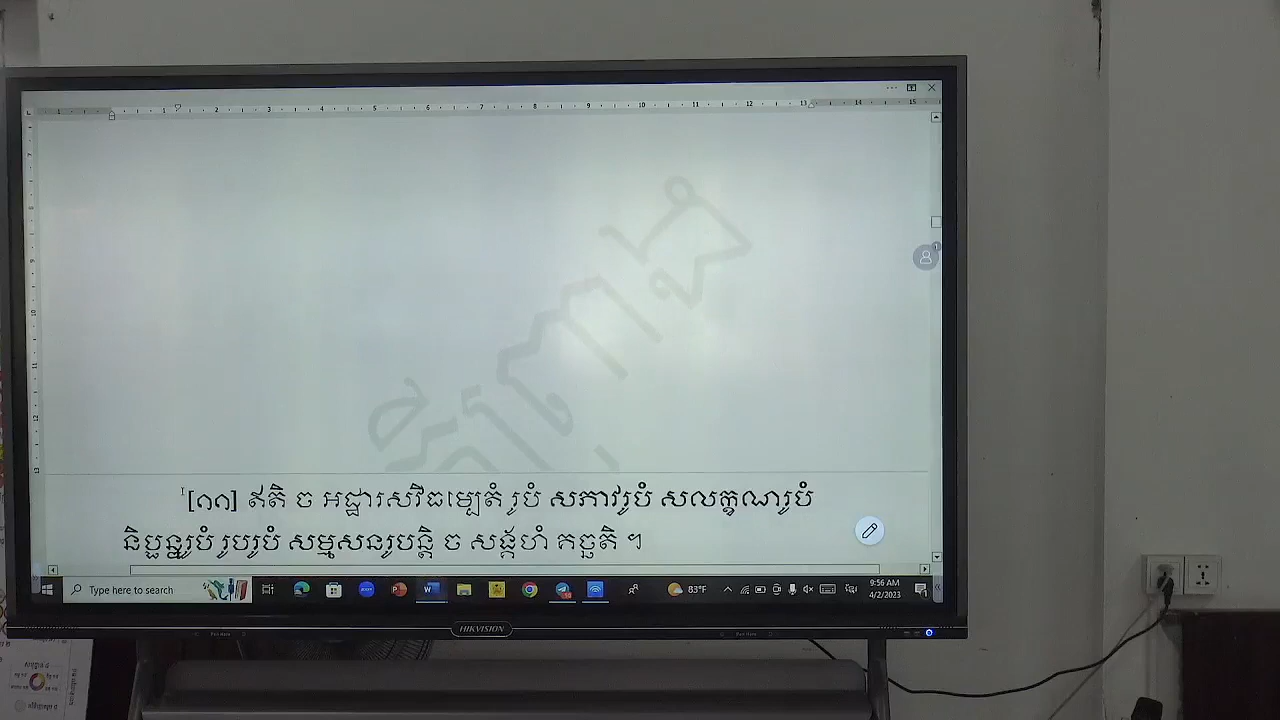 [១១] ឥតិ ច អដ្ឋារសវិធម្បេតំ រូបំ សភាវរូបំ សលក្ខណរូបំ
និប្ផន្នរូបំ រូបរូបំ សម្មសនរូបន្តិ ច សង្គហំ គច្ឆតិ ។
Type here to search
83°F
9:56 AM
4/2/2023
HIKVISION